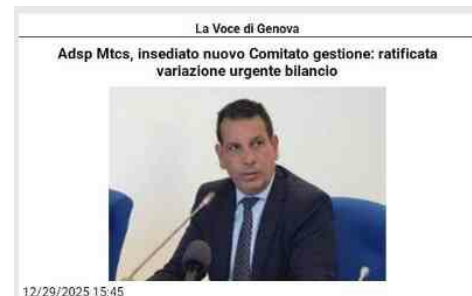 La Voce di Genova
Adsp Mtcs, insediato nuovo Comitato gestione: ratificata
variazione urgente bilancio
12/29/2025 15:45